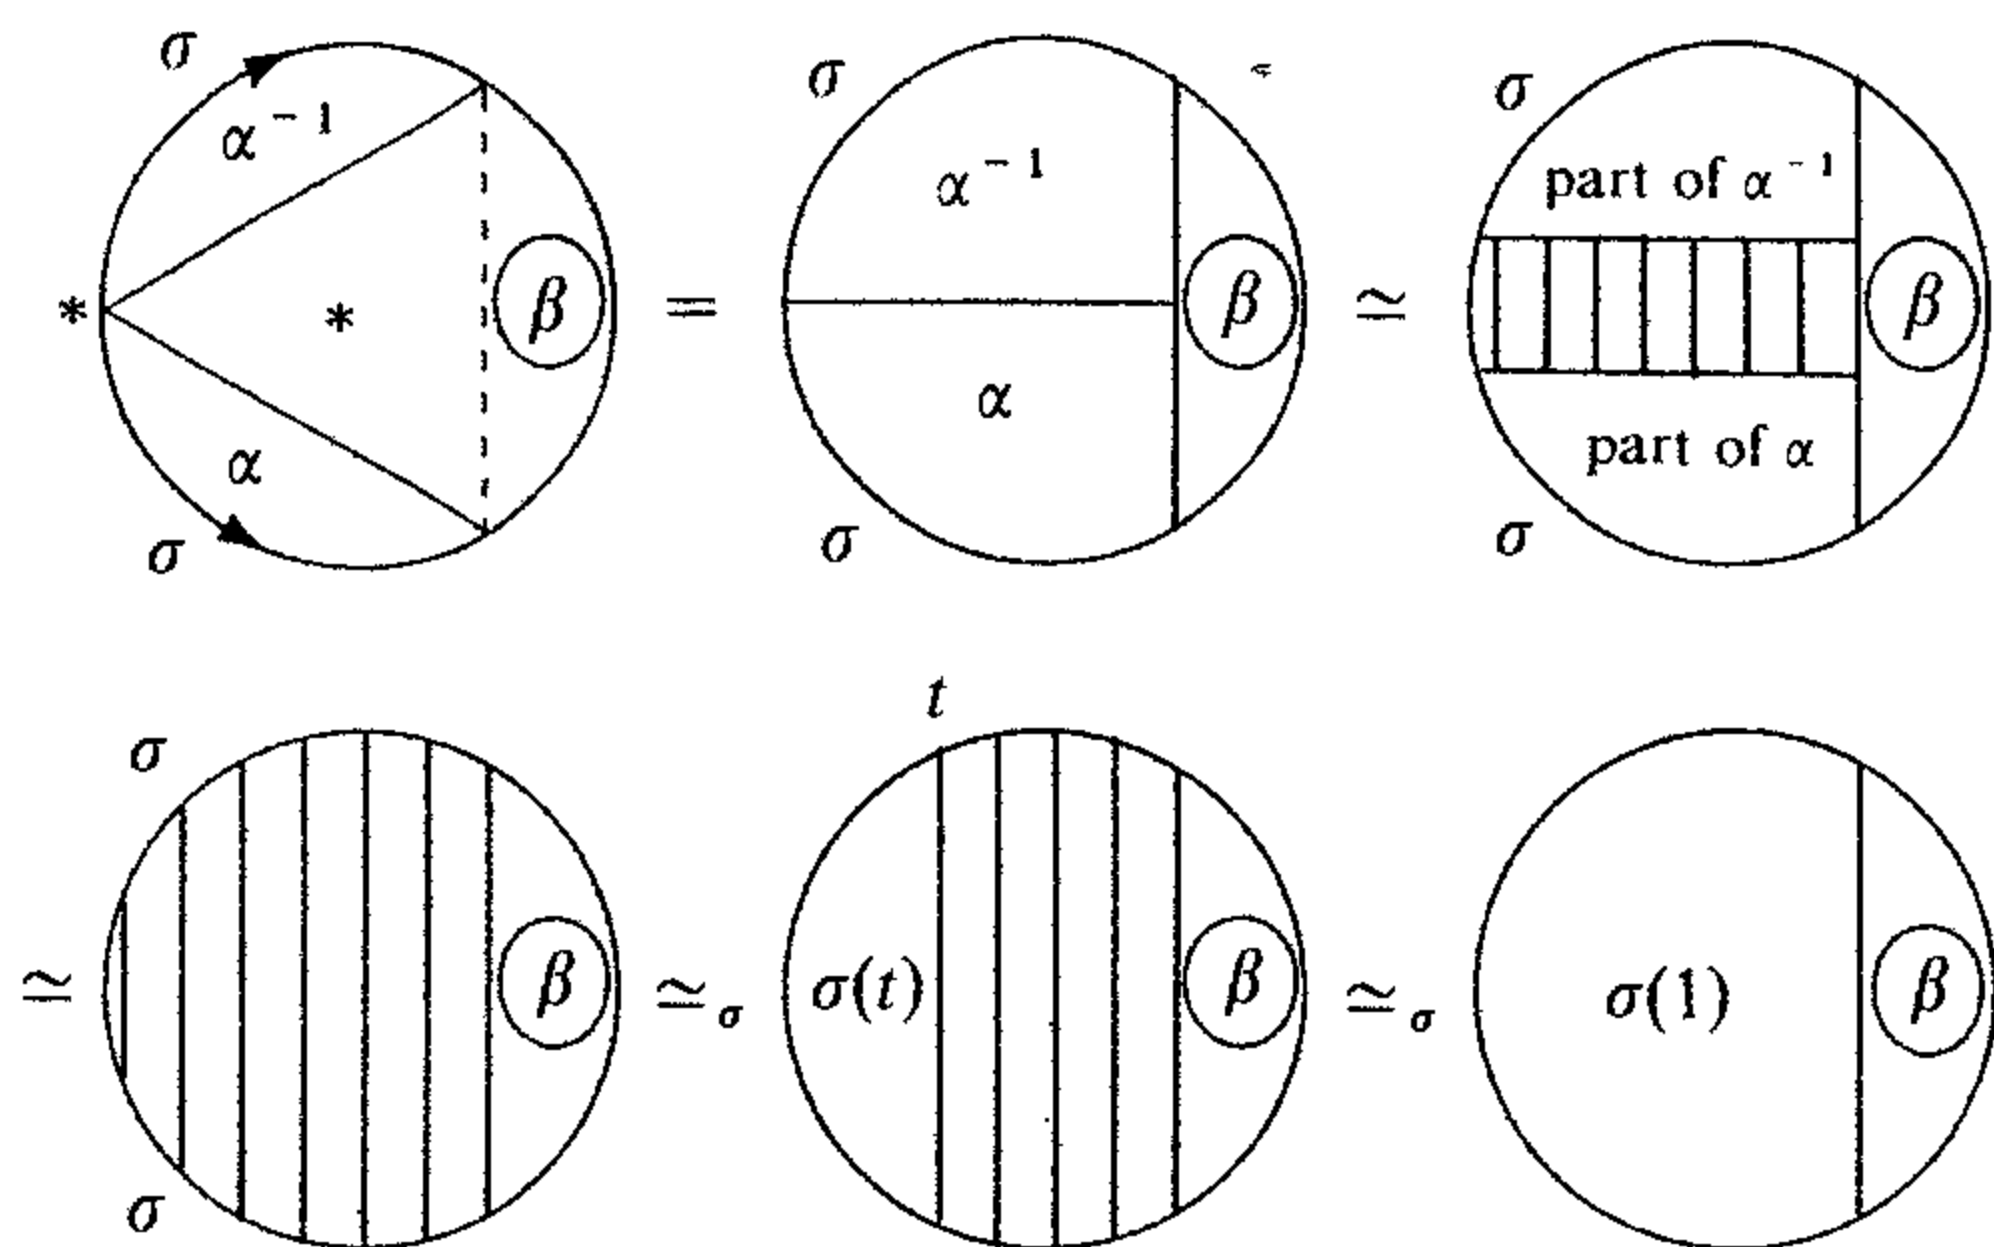 σ σ σ
α⁻¹ α⁻¹ part of α⁻¹
* * β = β ≃ β
α α part of α
σ σ σ
σ t
≃ β ≃σ σ(t) β ≃σ σ(1) β
σ